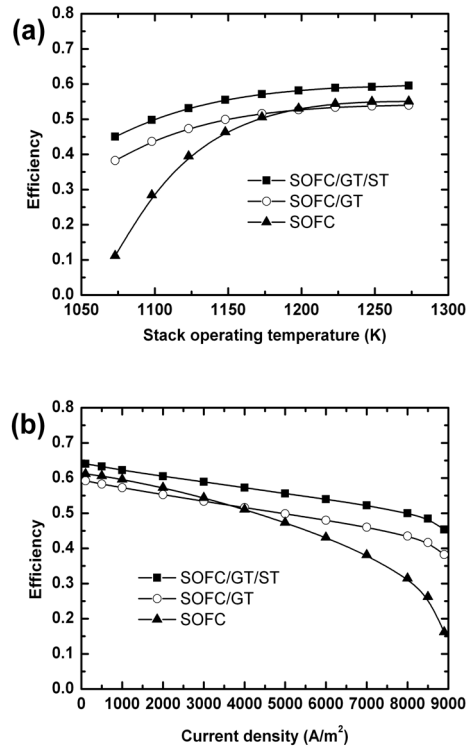 (a)
0.8
0.7
0.6
0.5
0.4
0.3
0.2
0.1
0.0
Efficiency
SOFC/GT/ST
SOFC/GT
SOFC
1050 1100 1150 1200 1250 1300
Stack operating temperature (K)
(b)
0.8
0.7
0.6
0.5
0.4
0.3
0.2
0.1
0.0
Efficiency
SOFC/GT/ST
SOFC/GT
SOFC
0 1000 2000 3000 4000 5000 6000 7000 8000 9000
Current density (A/m²)